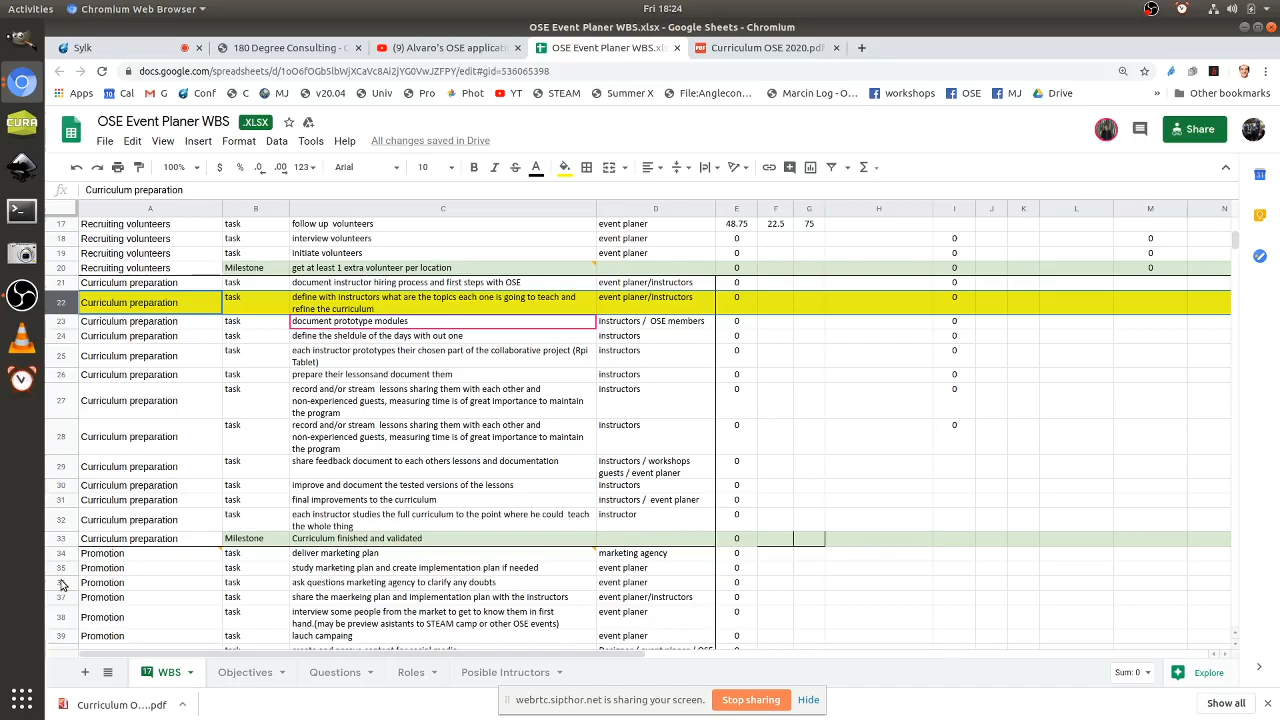 Activities Chromium Web Browser Fri 18:24
OSE Event Planer WBS.xlsx - Google Sheets - Chromium
Sylk 180 Degree Consulting - (9) Alvaro's OSE applicati OSE Event Planer WBS.xl Curriculum OSE 2020.pdf
docs.google.com/spreadsheets/d/1oO6fOGb5lbWjXCaVc8Ai2jYG0VwJZFPY/edit#gid=536065398
Apps Cal G Conf C MJ v20.04 Univ Pro Phot YT STEAM Summer X File:Anglecon... Marcin Log - O... workshops OSE MJ Drive » Other bookmarks
OSE Event Planer WBS .XLSX
File Edit View Insert Format Data Tools Help All changes saved in Drive
Share
100% $ % .0 .00 123 Arial 10 B I S A
fx Curriculum preparation
A B C D E F G H I J K L M N
17 Recruiting volunteers task follow up volunteers event planer 48.75 22.5 75
18 Recruiting volunteers task interview volunteers event planer 0 0 0
19 Recruiting volunteers task initiate volunteers event planer 0 0 0
20 Recruiting volunteers Milestone get at least 1 extra volunteer per location 0 0 0
21 Curriculum preparation task document instructor hiring process and first steps with OSE event planer/instructors 0 0
22 Curriculum preparation task define with instructors what are the topics each one is going to teach and event planer/instructors 0 0
refine the curriculum
23 Curriculum preparation task document prototype modules instructors / OSE members 0 0
24 Curriculum preparation task define the sheldule of the days with out one instructors 0 0
25 Curriculum preparation task each instructor prototypes their chosen part of the collaborative project (Rpi instructors 0 0
Tablet)
26 Curriculum preparation task prepare their lessonsand document them instructors 0 0
27 Curriculum preparation task record and/or stream lessons sharing them with each other and instructors 0 0
non-experienced guests, measuring time is of great importance to maintain
the program
28 Curriculum preparation task record and/or stream lessons sharing them with each other and instructors 0 0
non-experienced guests, measuring time is of great importance to maintain
the program
29 Curriculum preparation task share feedback document to each others lessons and documentation instructors / workshops 0
guests / event planer
30 Curriculum preparation task improve and document the tested versions of the lessons instructors 0
31 Curriculum preparation task final improvements to the curriculum instructors / event planer 0
32 Curriculum preparation task each instructor studies the full curriculum to the point where he could teach instructor 0
the whole thing
33 Curriculum preparation Milestone Curriculum finished and validated 0
34 Promotion task deliver marketing plan marketing agency 0
35 Promotion task study marketing plan and create implementation plan if needed event planer 0
Promotion task ask questions marketing agency to clarify any doubts event planer 0
37 Promotion task share the maerkeing plan and implementation plan with the instructors event planer/instructors 0
38 Promotion task interview some people from the market to get to know them in first event planer 0
hand.(may be preview asistants to STEAM camp or other OSE events)
39 Promotion task lauch campaing event planer 0
17 WBS Objectives Questions Roles Posible Intructors Sum: 0 Explore
Curriculum O....pdf webrtc.sipthor.net is sharing your screen. Stop sharing Hide Show all
CURA